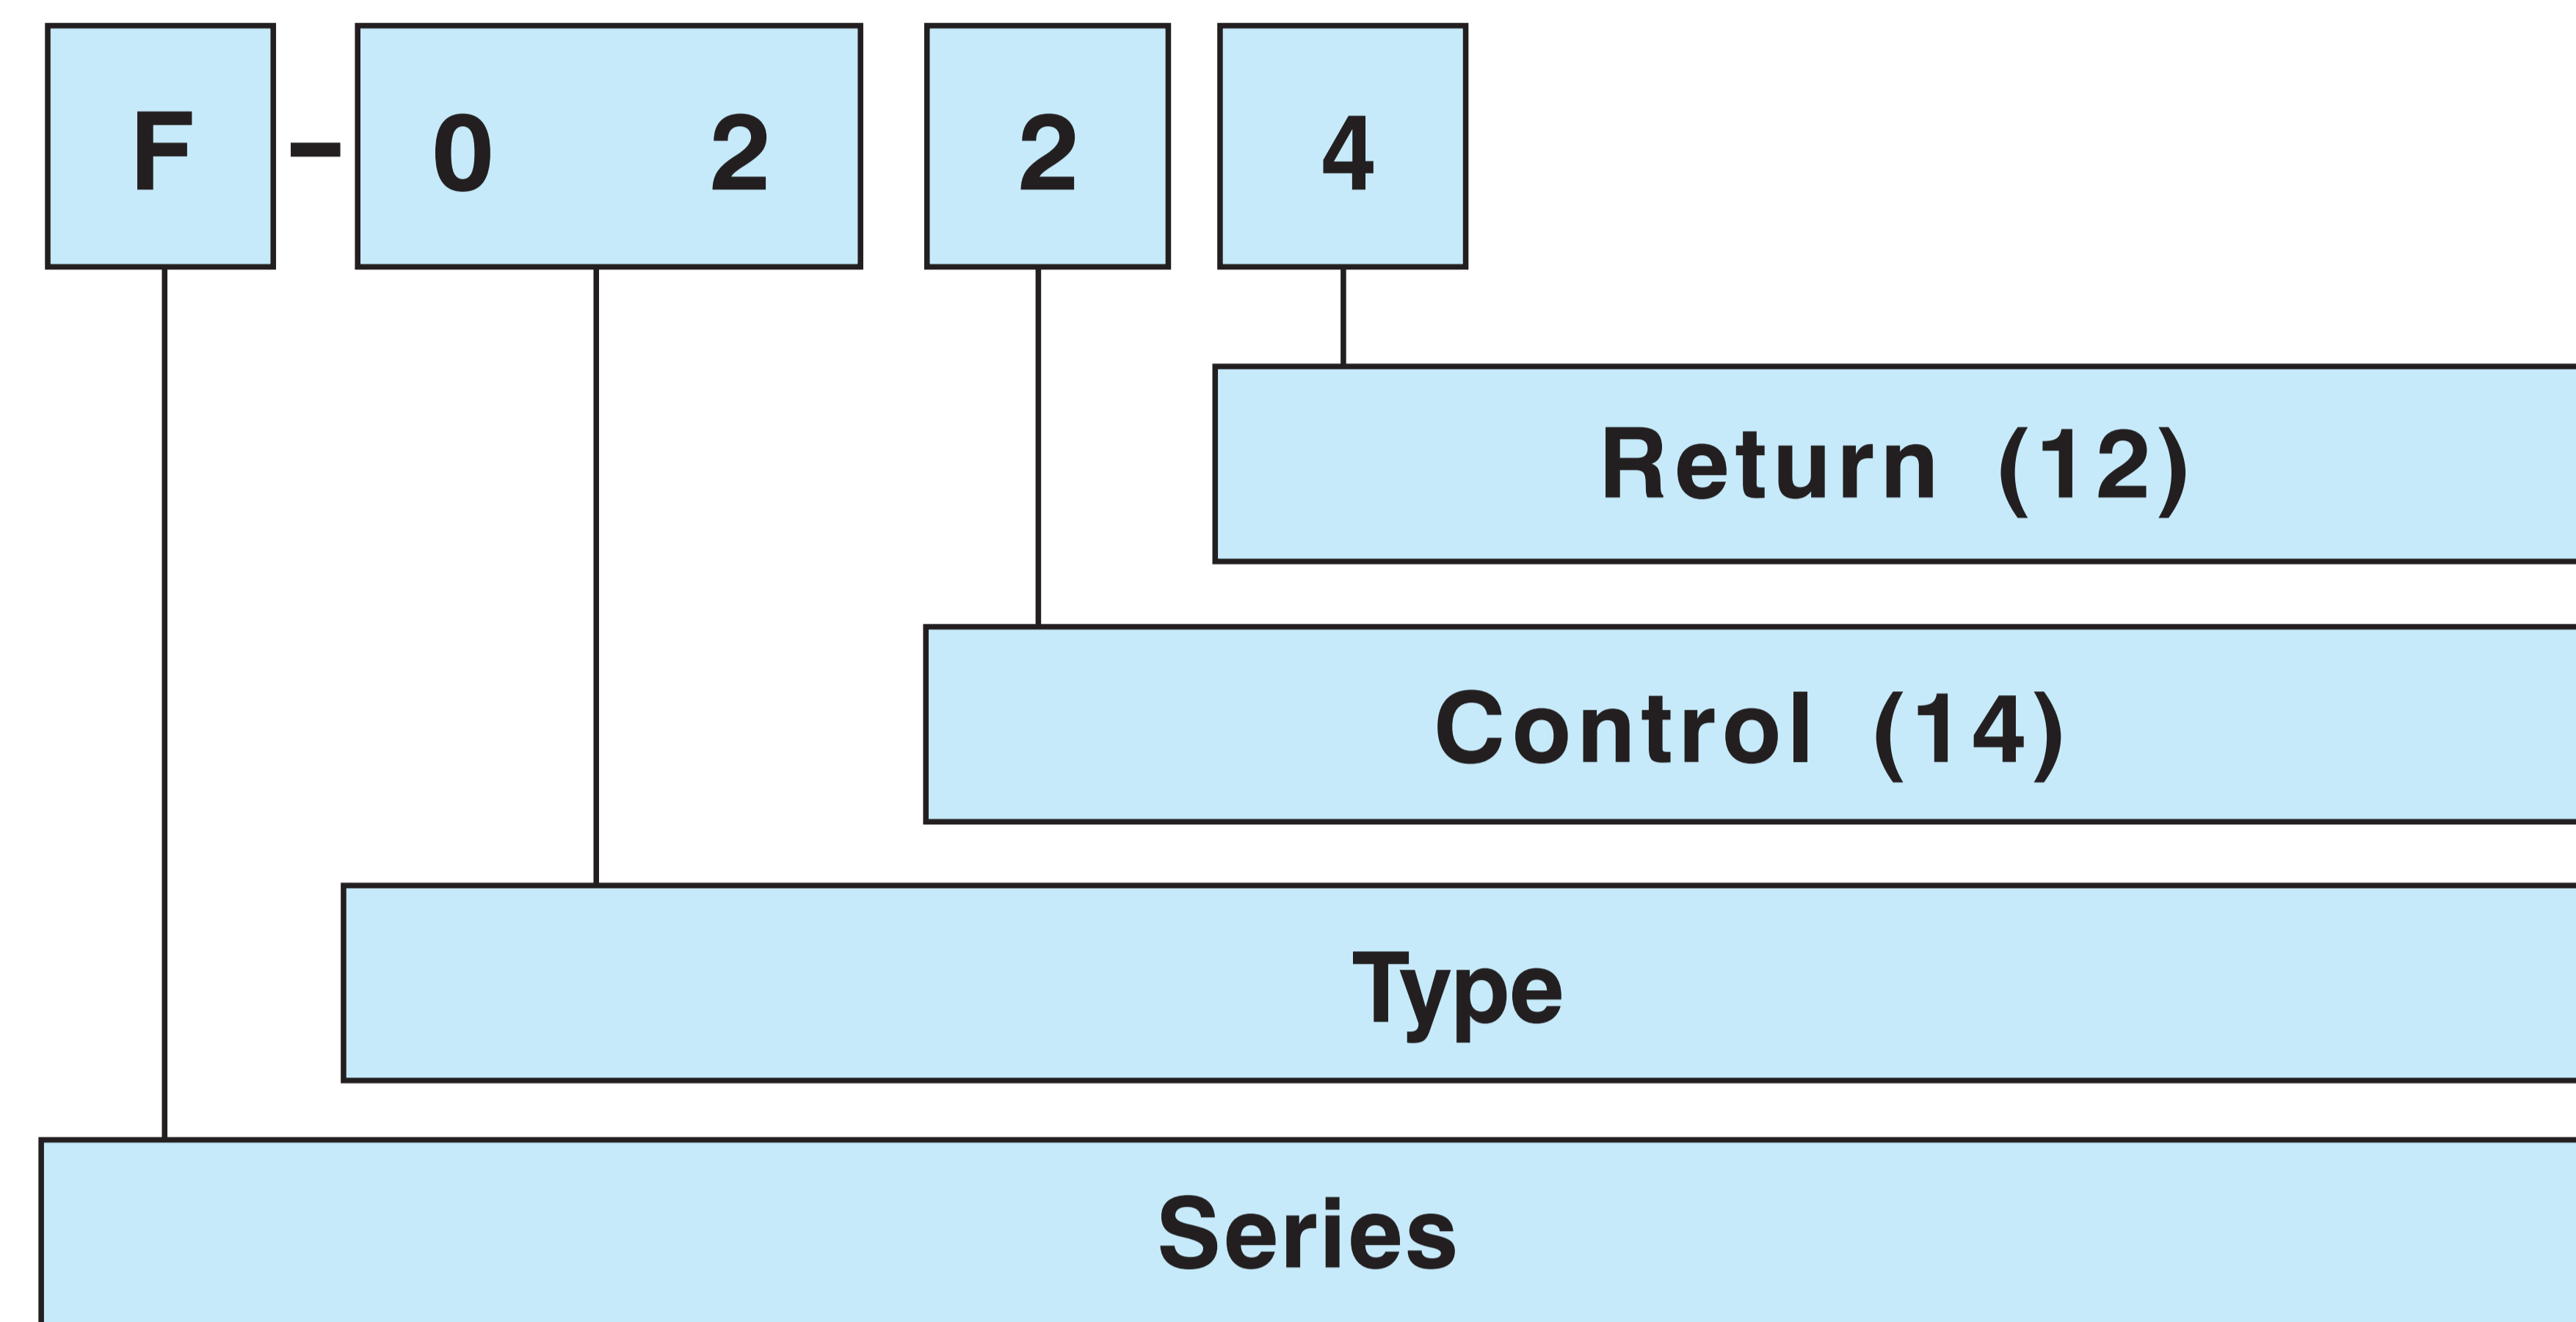 F - 0 2 2 4
Return (12)
Control (14)
Type
Series